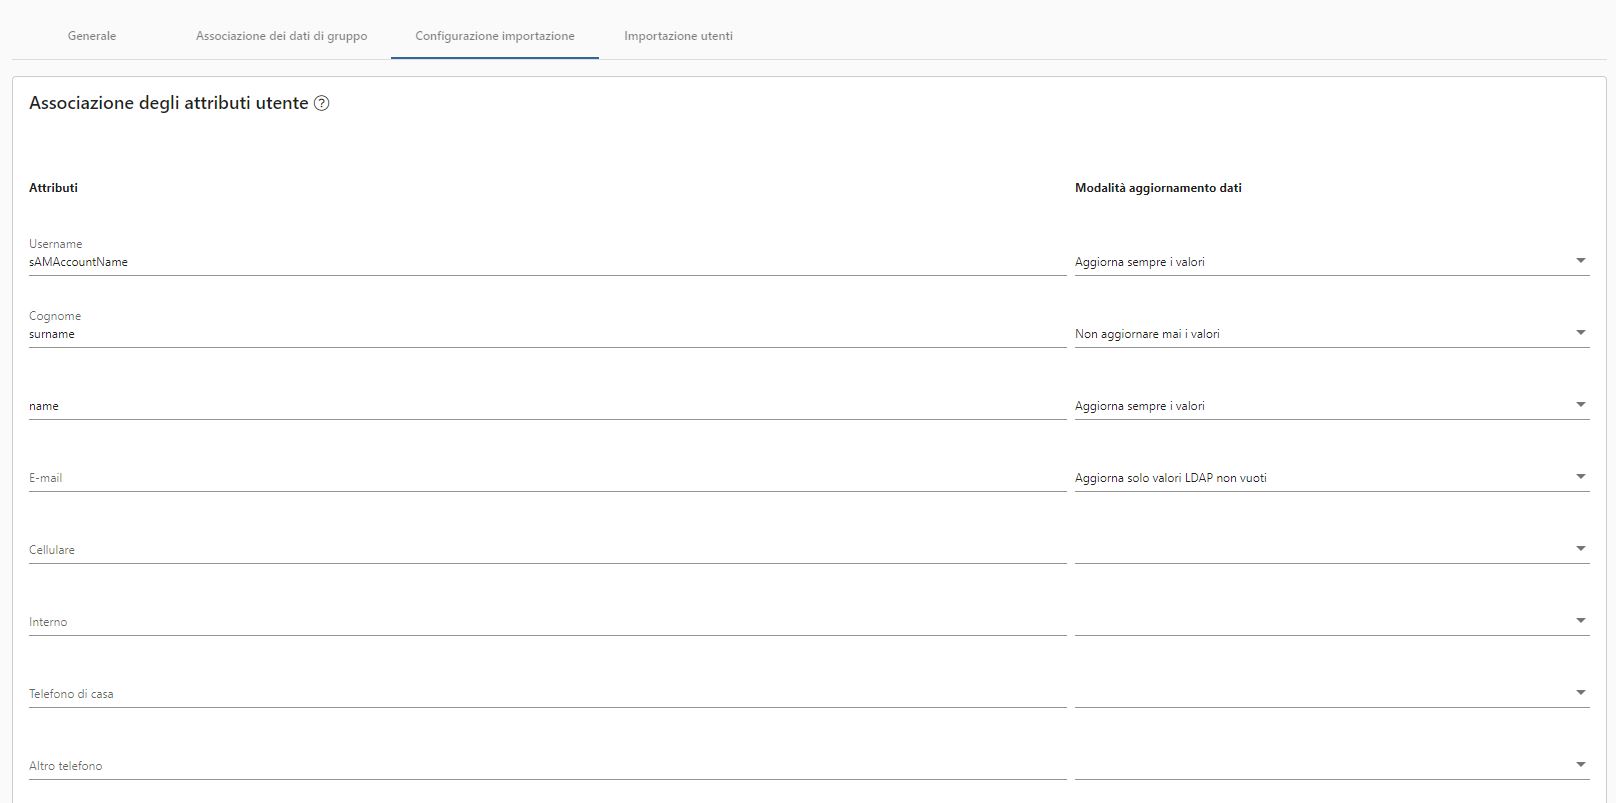 Generale Associazione dei dati di gruppo Configurazione importazione Importazione utenti
Associazione degli attributi utente ?
Attributi Modalità aggiornamento dati
Username
sAMAccountName Aggiorna sempre i valori
Cognome
surname Non aggiornare mai i valori
name Aggiorna sempre i valori
E-mail Aggiorna solo valori LDAP non vuoti
Cellulare
Interno
Telefono di casa
Altro telefono